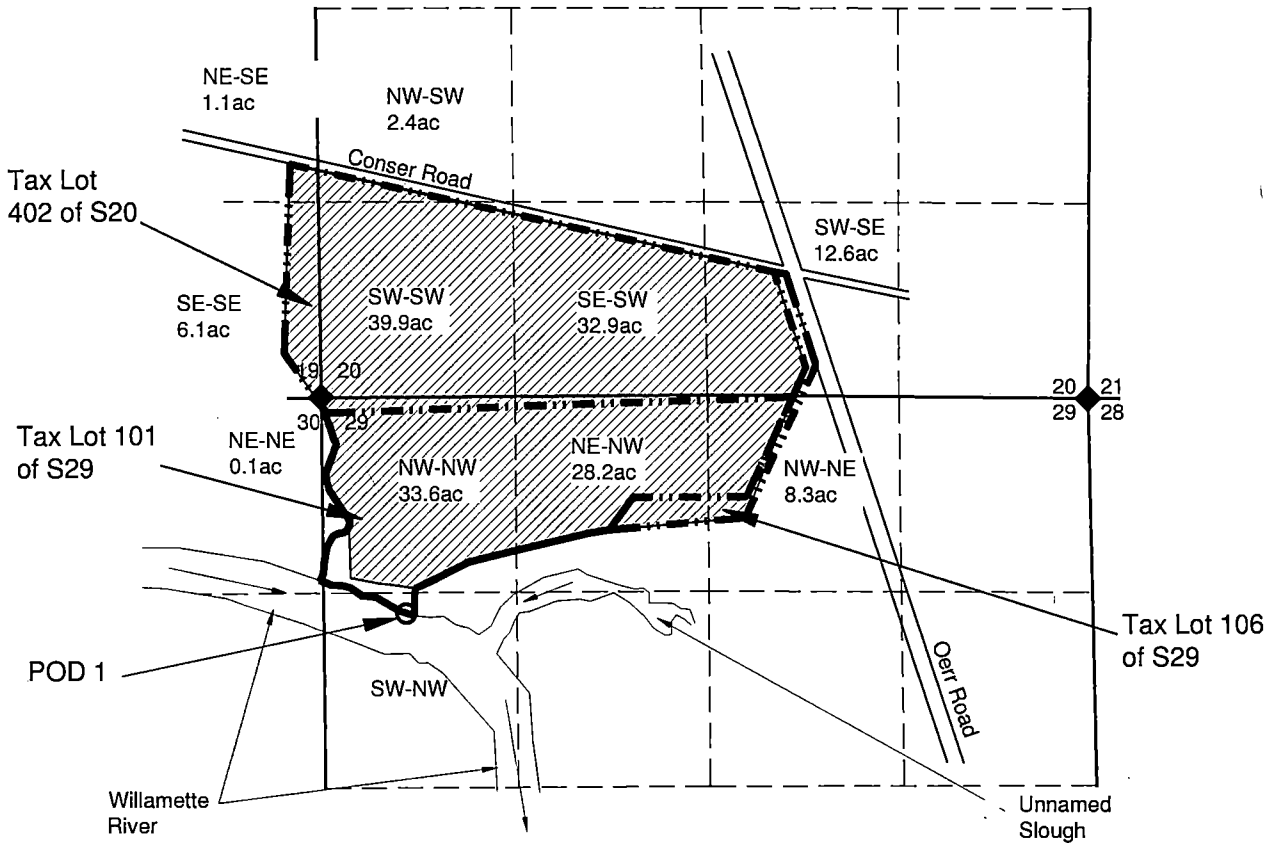 NE-SE
1.1ac
NW-SW
2.4ac
Conser Road
Tax Lot
402 of S20
SW-SE
12.6ac
SE-SE
6.1ac
SW-SW
39.9ac
SE-SW
32.9ac
19 20
30 29
20 21
29 28
Tax Lot 101
of S29
NE-NE
0.1ac
NW-NW
33.6ac
NE-NW
28.2ac
NW-NE
8.3ac
Tax Lot 106
of S29
POD 1
SW-NW
Oerr Road
Willamette
River
Unnamed
Slough